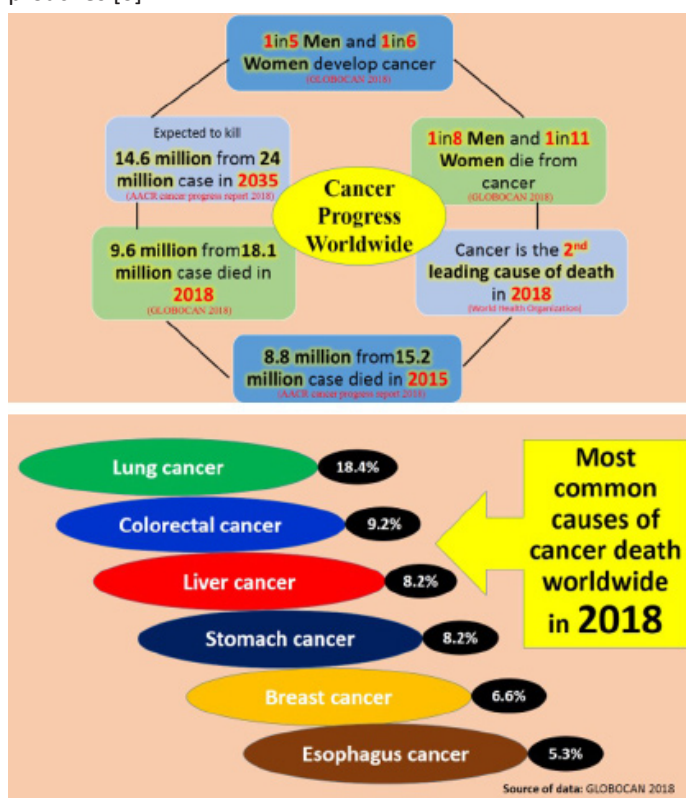 1in5 Men and 1in6
Women develop cancer
(GLOBOCAN 2018)
Expected to kill
14.6 million from 24
million case in 2035
(AACR cancer progress report 2018)
1in8 Men and 1in11
Women die from
cancer
(GLOBOCAN 2018)
Cancer
Progress
Worldwide
9.6 million from18.1
million case died in
2018
(GLOBOCAN 2018)
Cancer is the 2nd
leading cause of death
in 2018
(World Health Organization)
8.8 million from15.2
million case died in 2015
(AACR cancer progress report 2018)
Lung cancer 18.4%
Colorectal cancer 9.2%
Liver cancer 8.2%
Stomach cancer 8.2%
Breast cancer 6.6%
Esophagus cancer 5.3%
Most
common
causes of
cancer death
worldwide
in 2018
Source of data: GLOBOCAN 2018